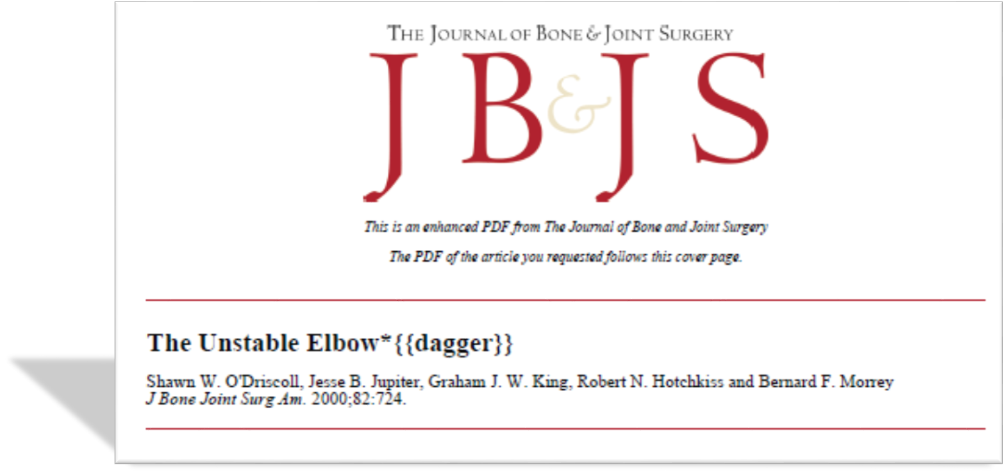 THE JOURNAL OF BONE & JOINT SURGERY
J B & J S
This is an enhanced PDF from The Journal of Bone and Joint Surgery
The PDF of the article you requested follows this cover page.
The Unstable Elbow*{{dagger}}
Shawn W. O'Driscoll, Jesse B. Jupiter, Graham J. W. King, Robert N. Hotchkiss and Bernard F. Morrey
J Bone Joint Surg Am. 2000;82:724.